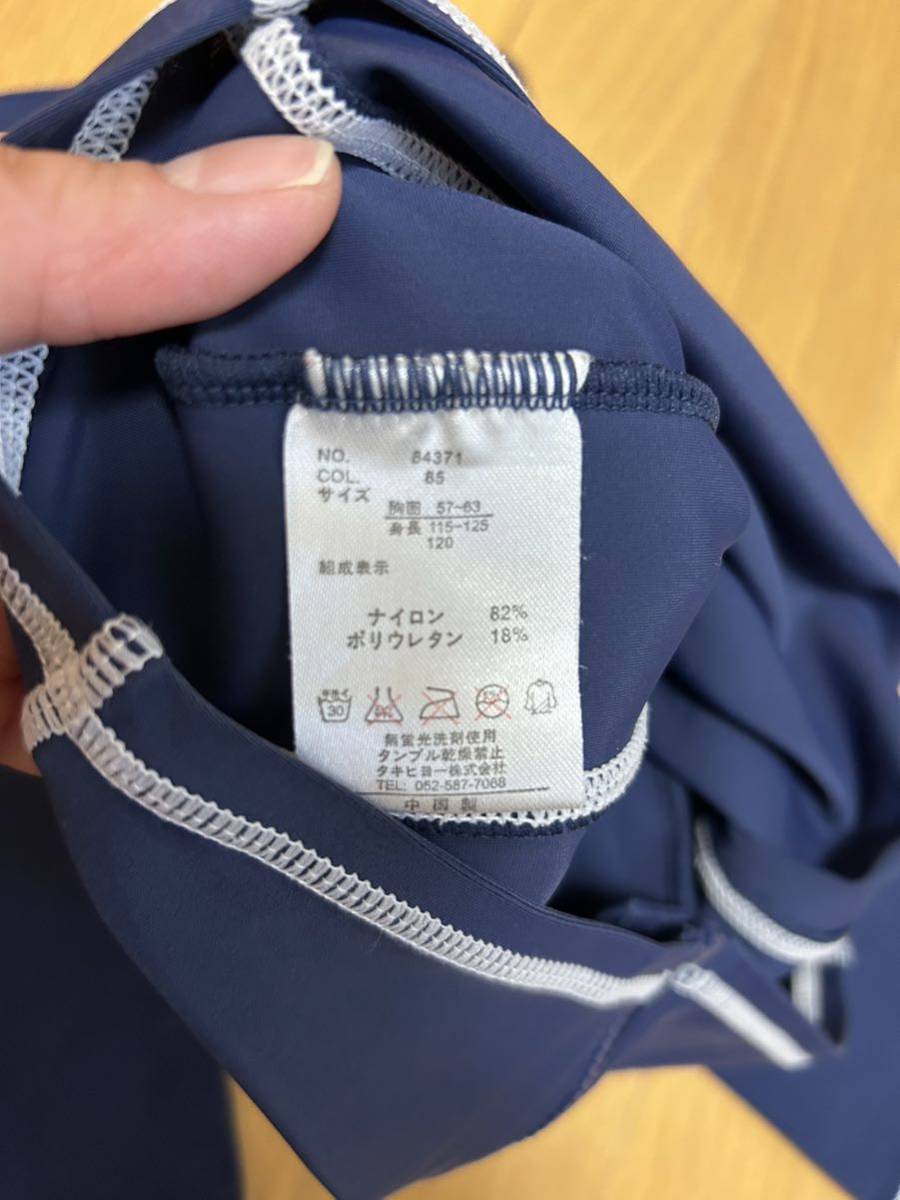 NO. 84371
COL. 85
サイズ
胸囲 57~63
身長 115~125
120
組成表示
ナイロン 82%
ポリウレタン 18%
30
無蛍光洗剤使用
タンブル乾燥禁止
タキヒヨー株式会社
TEL: 052-587-7068
中国製